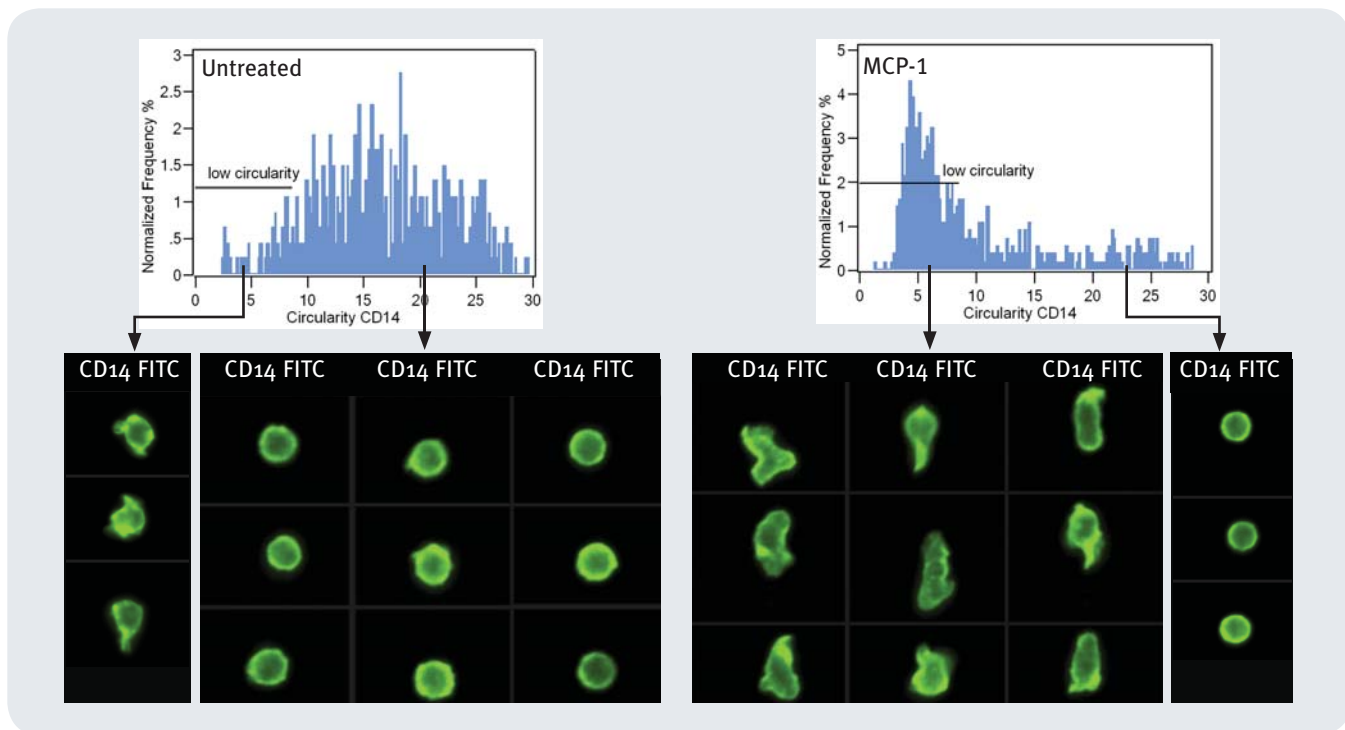 Untreated
Normalized Frequency %
3
2.5
2
1.5
1
.5
0
low circularity
0 5 10 15 20 25 30
Circularity CD14
MCP-1
Normalized Frequency %
5
4
3
2
1
0
low circularity
0 5 10 15 20 25 30
Circularity CD14
CD14 FITC
CD14 FITC CD14 FITC CD14 FITC
CD14 FITC CD14 FITC CD14 FITC
CD14 FITC